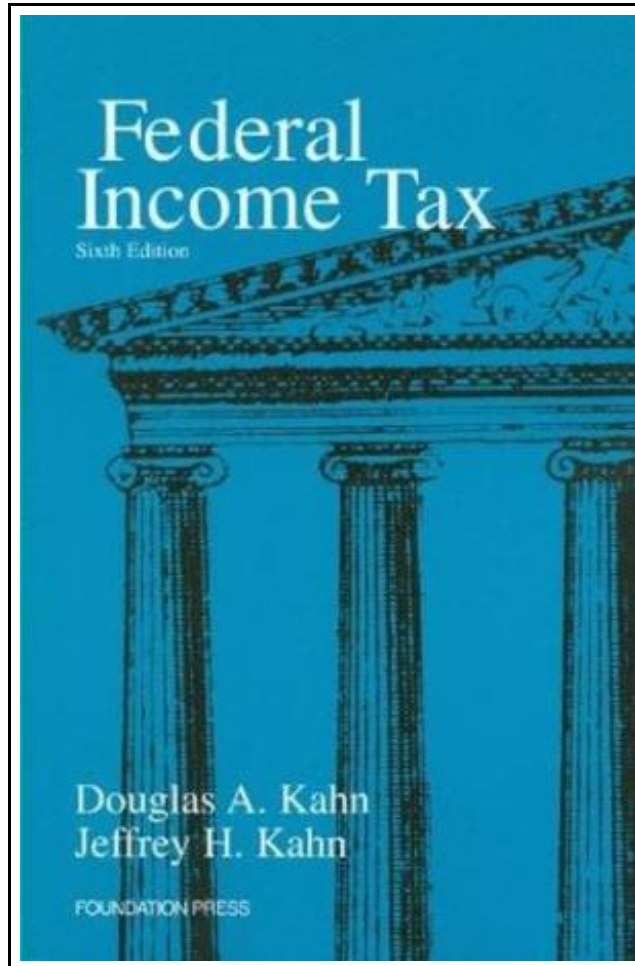 Federal
Income Tax
Sixth Edition
Douglas A. Kahn
Jeffrey H. Kahn
FOUNDATION PRESS